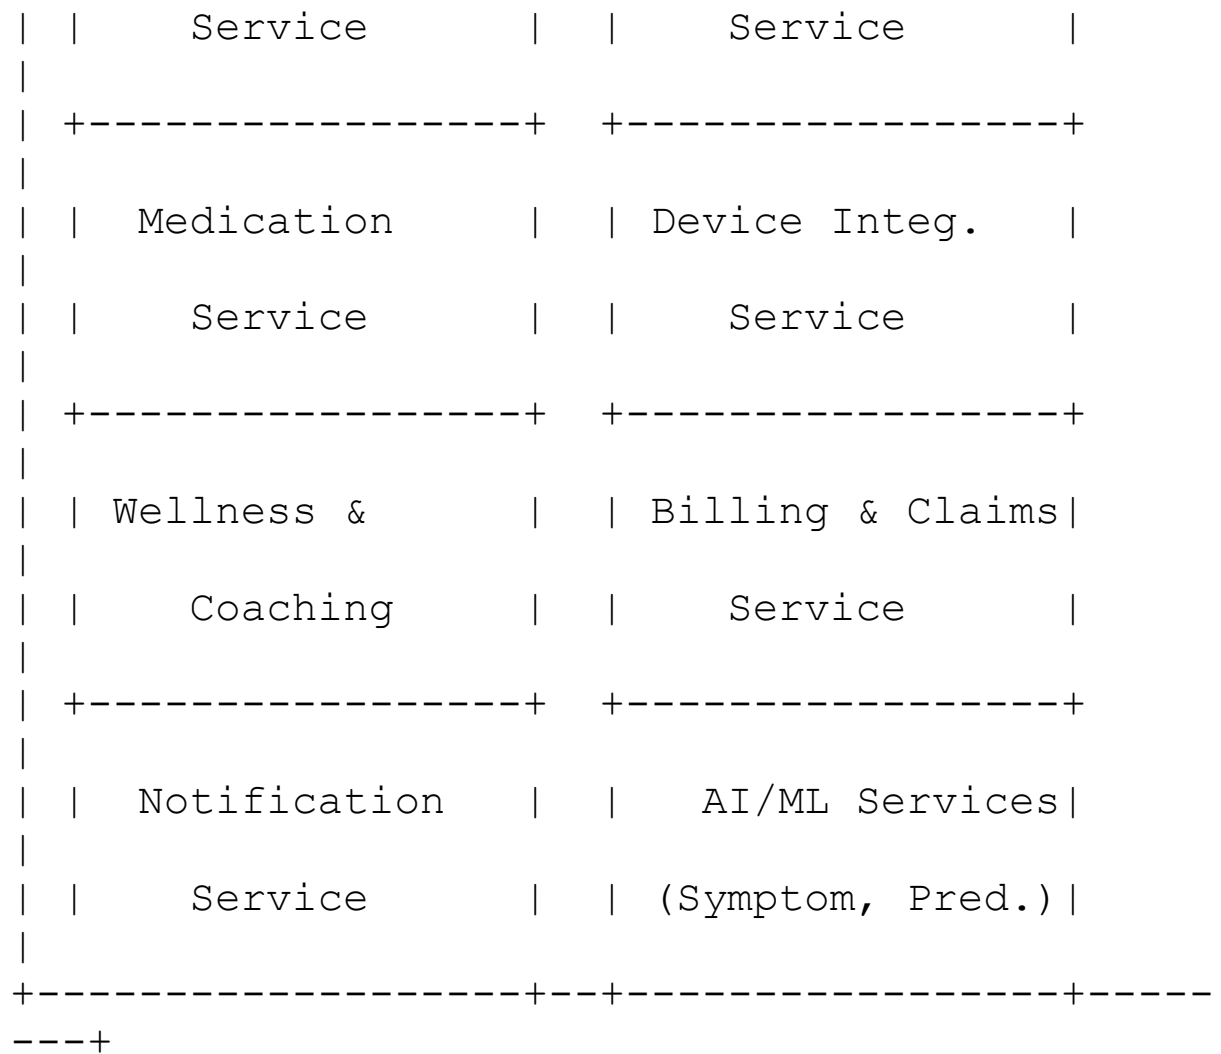 | |    Service      |  |    Service      |
|
| +-----------------+  +-----------------+
|
| |  Medication     |  | Device Integ.   |
|
| |    Service      |  |    Service      |
|
| +-----------------+  +-----------------+
|
| | Wellness &      |  | Billing & Claims|
|
| |    Coaching     |  |    Service      |
|
| +-----------------+  +-----------------+
|
| |  Notification   |  |   AI/ML Services|
|
| |    Service      |  | (Symptom, Pred.)|
|
+-------------------+--+-----------------+-----
---+